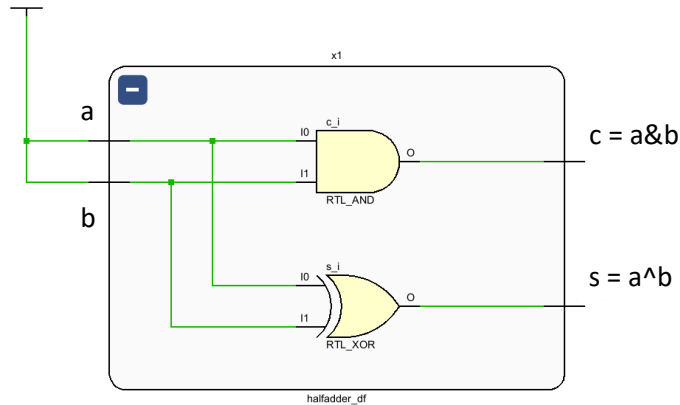 x1
a
c_i
I0
O
c = a&b
I1
RTL_AND
b
s_i
I0
O
s = a^b
I1
RTL_XOR
halfadder_df